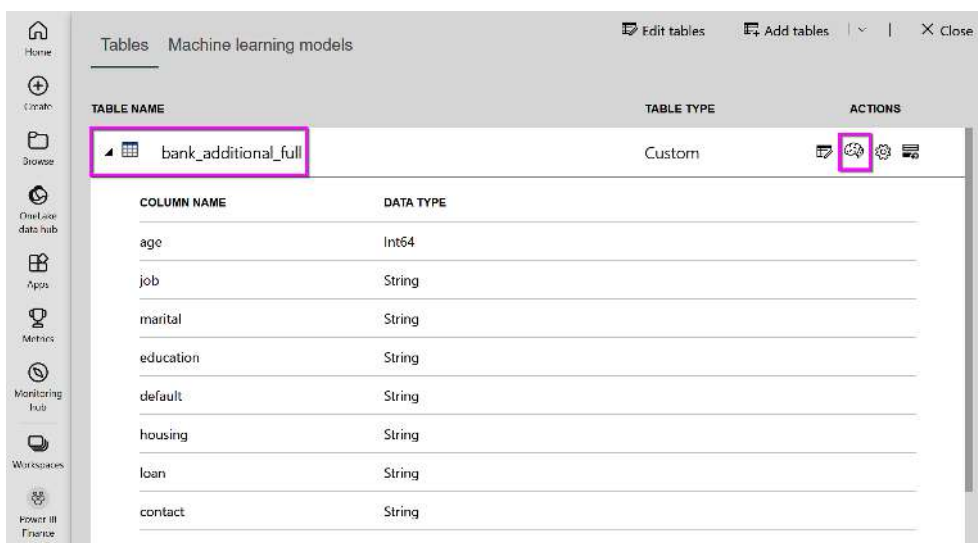 Home
Create
Browse
OneLake
data hub
Apps
Metrics
Monitoring
hub
Workspaces
Power BI
Finance
Edit tables
Add tables
Close
Tables
Machine learning models
TABLE NAME
TABLE TYPE
ACTIONS
bank_additional_full
Custom
COLUMN NAME
DATA TYPE
age
Int64
job
String
marital
String
education
String
default
String
housing
String
loan
String
contact
String